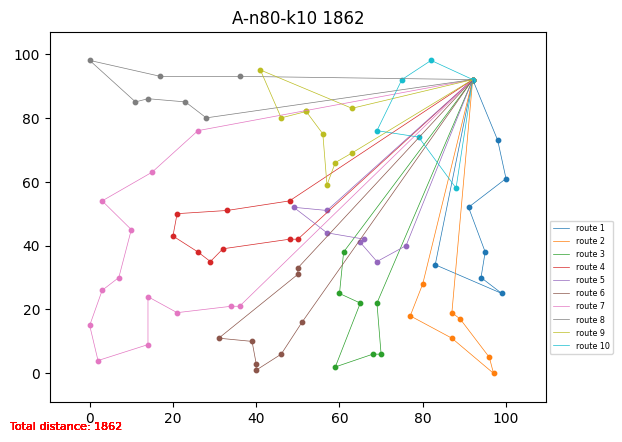 A-n80-k10 1862
100
80
60
40
20
0
0
20
40
60
80
100
route 1
route 2
route 3
route 4
route 5
route 6
route 7
route 8
route 9
route 10
Total distance: 1862